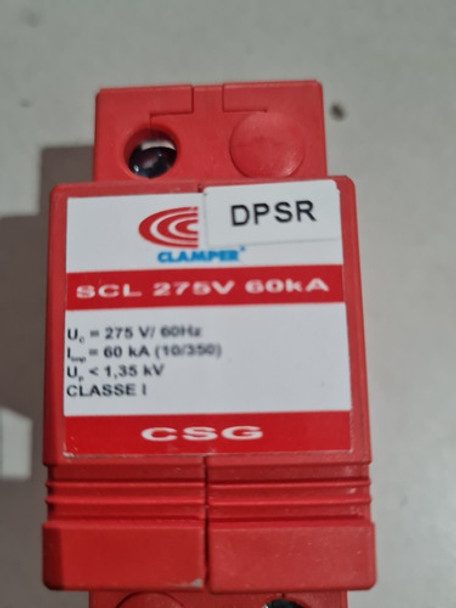 DPSR
CLAMPER®
SCL 275V 60kA
Uc = 275 V/ 60Hz
Iimp = 60 kA (10/350)
Up < 1,35 kV
CLASSE I
CSG